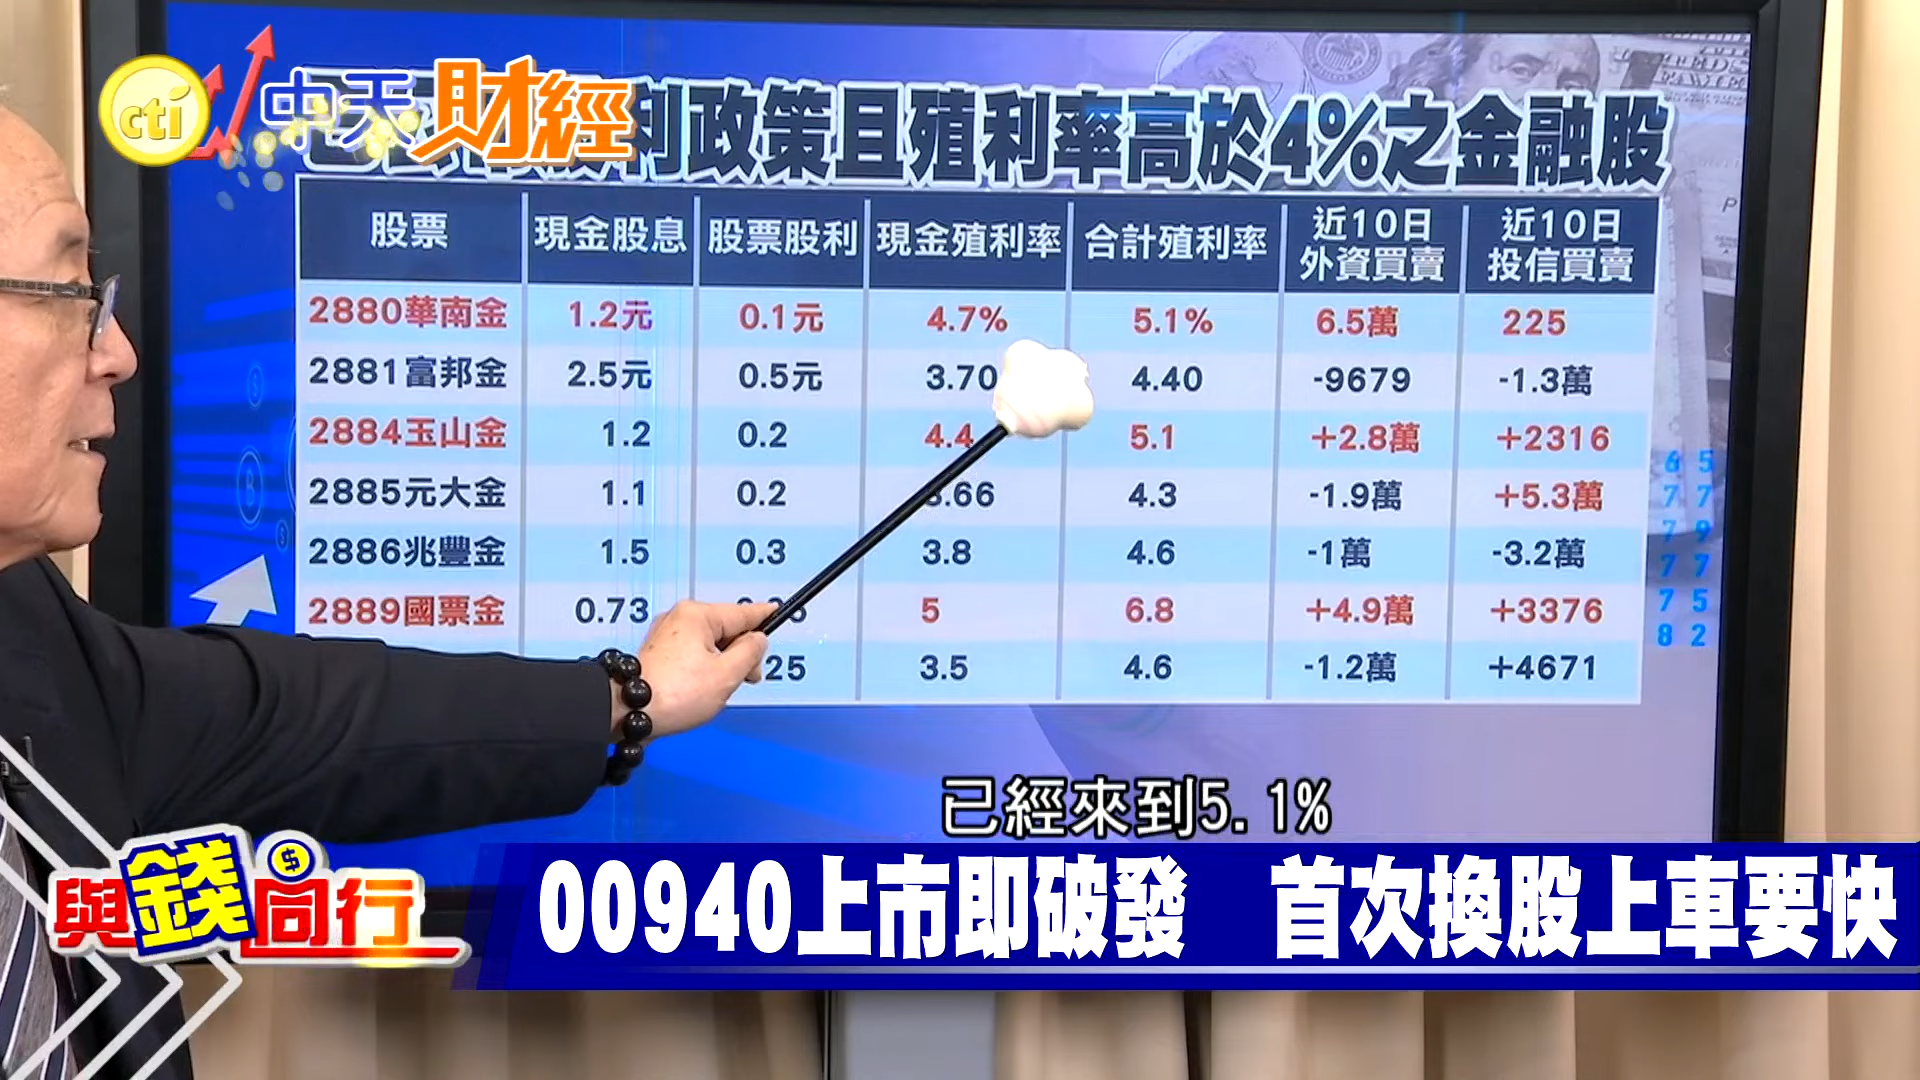 cti 中天財經
利政策且殖利率高於4%之金融股
股票 現金股息 股票股利 現金殖利率 合計殖利率 近10日外資買賣 近10日投信買賣
2880華南金 1.2元 0.1元 4.7% 5.1% 6.5萬 225
2881富邦金 2.5元 0.5元 3.70 4.40 -9679 -1.3萬
2884玉山金 1.2 0.2 4.4 5.1 +2.8萬 +2316
2885元大金 1.1 0.2 3.66 4.3 -1.9萬 +5.3萬
2886兆豐金 1.5 0.3 3.8 4.6 -1萬 -3.2萬
2889國票金 0.73 5 6.8 +4.9萬 +3376
25 3.5 4.6 -1.2萬 +4671
已經來到5.1%
與錢同行
00940上市即破發 首次換股上車要快